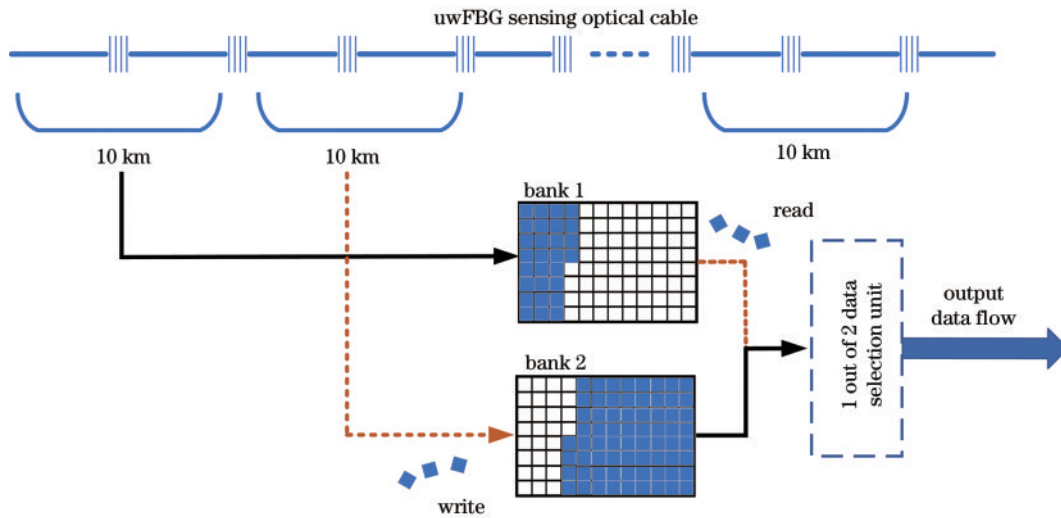 uwFBG sensing optical cable
10 km
10 km
10 km
bank 1
read
1 out of 2 data
selection unit
output
data flow
bank 2
write